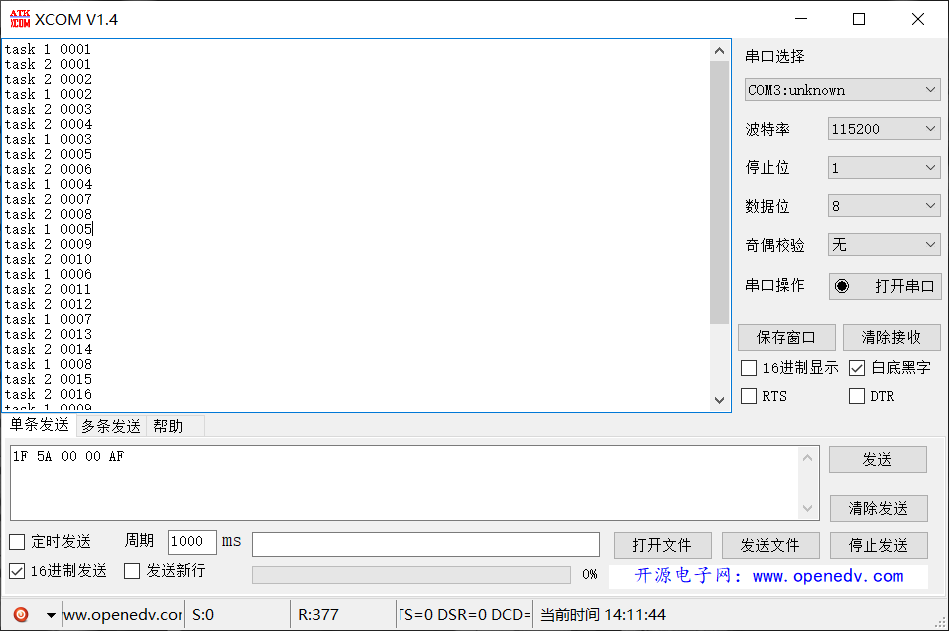 ATK XCOM XCOM V1.4
task 1 0001
task 2 0001
task 2 0002
task 1 0002
task 2 0003
task 2 0004
task 1 0003
task 2 0005
task 2 0006
task 1 0004
task 2 0007
task 2 0008
task 1 0005
task 2 0009
task 2 0010
task 1 0006
task 2 0011
task 2 0012
task 1 0007
task 2 0013
task 2 0014
task 1 0008
task 2 0015
task 2 0016
task 1 0009
串口选择
COM3:unknown
波特率 115200
停止位 1
数据位 8
奇偶校验 无
串口操作 打开串口
保存窗口 清除接收
16进制显示 白底黑字
RTS DTR
单条发送 多条发送 帮助
1F 5A 00 00 AF
发送
清除发送
定时发送 周期 1000 ms 打开文件 发送文件 停止发送
16进制发送 发送新行 0% 开源电子网：www.openedv.com
ww.openedv.cor S:0 R:377 TS=0 DSR=0 DCD= 当前时间 14:11:44